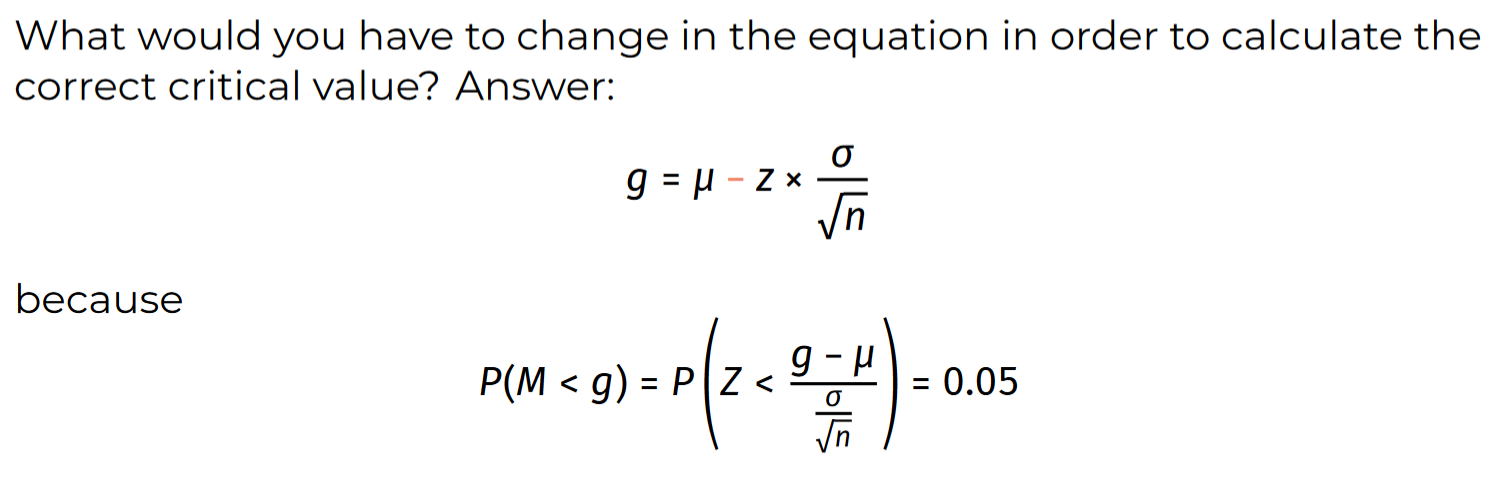 What would you have to change in the equation in order to calculate the
correct critical value? Answer:
g = μ − z × σ/√n
because
P(M < g) = P(Z < (g − μ)/(σ/√n)) = 0.05